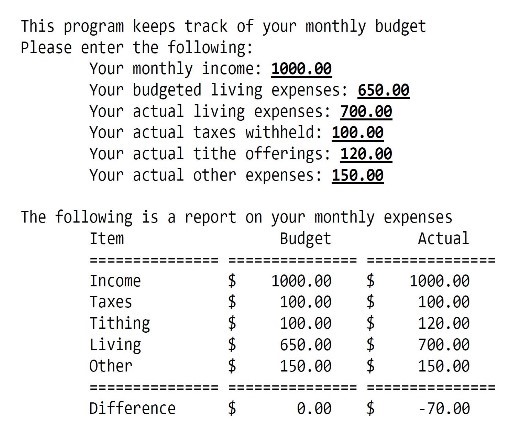 This program keeps track of your monthly budget
Please enter the following:
Your monthly income: 1000.00
Your budgeted living expenses: 650.00
Your actual living expenses: 700.00
Your actual taxes withheld: 100.00
Your actual tithe offerings: 120.00
Your actual other expenses: 150.00
The following is a report on your monthly expenses
Item Budget Actual
=============== =============== ===============
Income $ 1000.00 $ 1000.00
Taxes $ 100.00 $ 100.00
Tithing $ 100.00 $ 120.00
Living $ 650.00 $ 700.00
Other $ 150.00 $ 150.00
=============== =============== ===============
Difference $ 0.00 $ -70.00